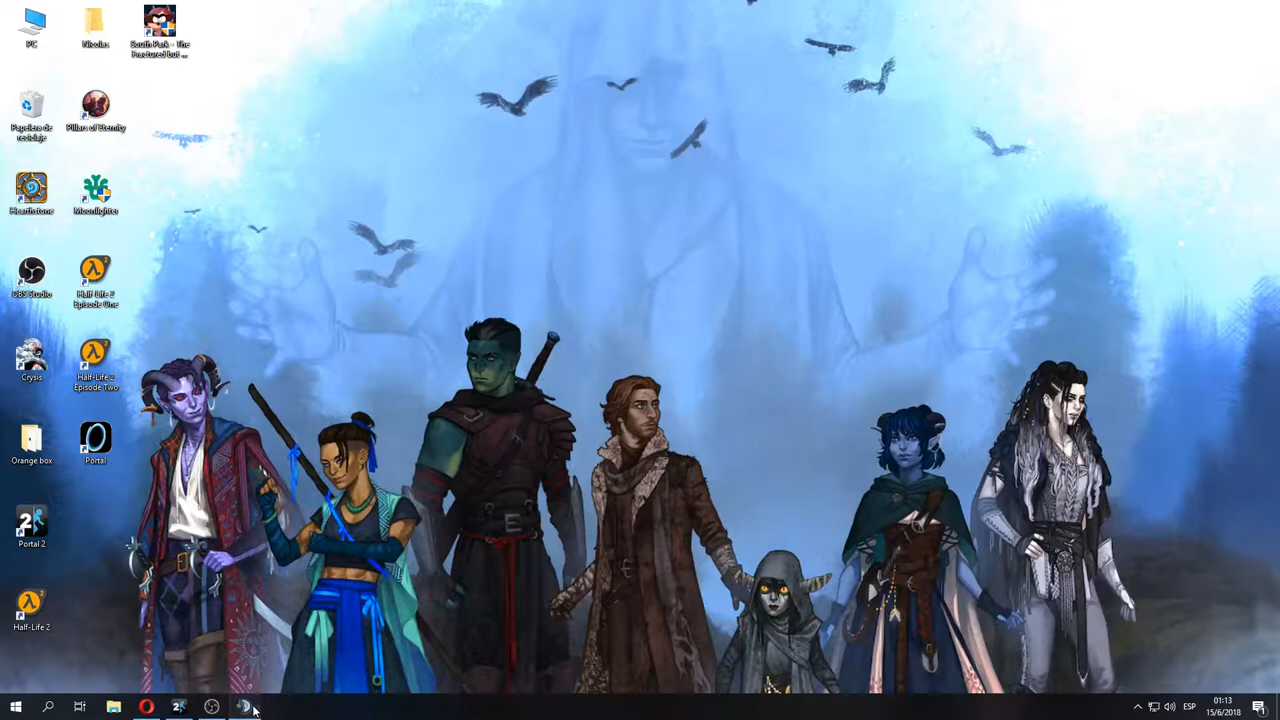 PC
Nicolas
South Park - The
Fractured but ...
Papelera de
reciclaje
Pillars of Eternity
Hearthstone
Moonlighter
OBS Studio
Half-Life 2
Episode One
Crysis
Half-Life 2
Episode Two
Orange box
Portal
2
Portal 2
Half-Life 2
ESP
01:13
15/6/2018